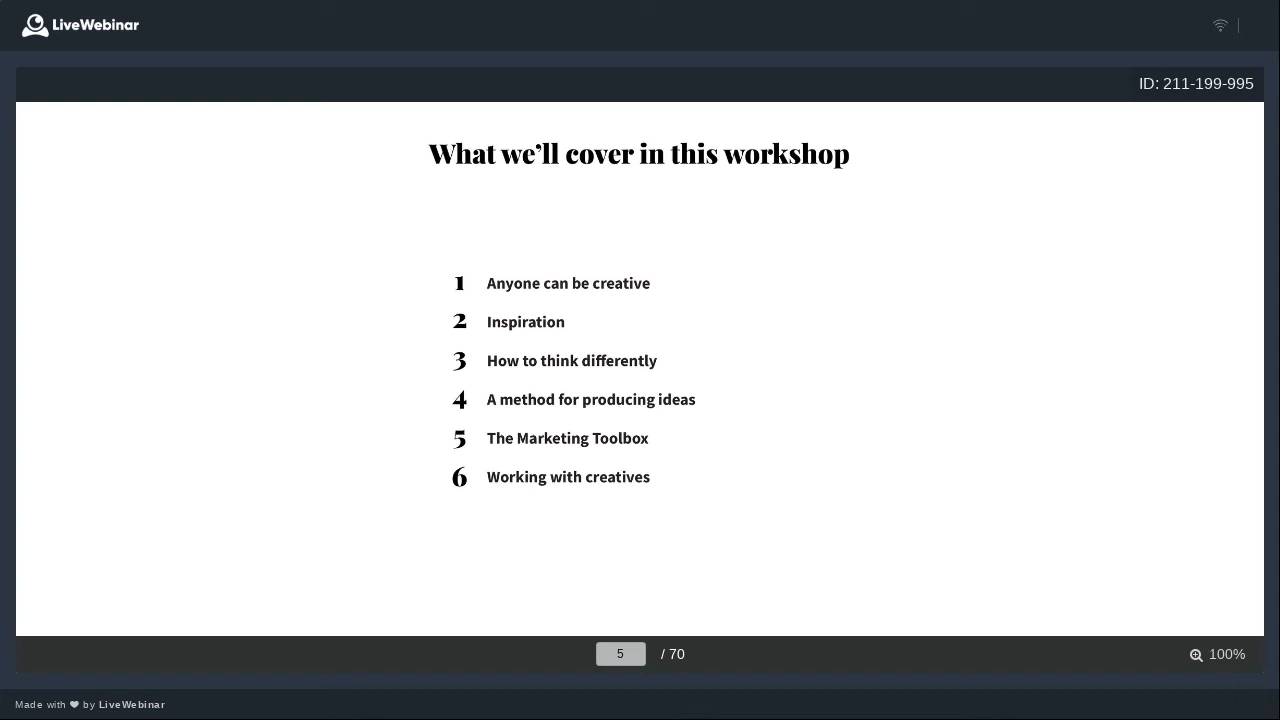 LiveWebinar
ID: 211-199-995
What we’ll cover in this workshop
1 Anyone can be creative
2 Inspiration
3 How to think differently
4 A method for producing ideas
5 The Marketing Toolbox
6 Working with creatives
5 / 70
100%
Made with ❤ by LiveWebinar